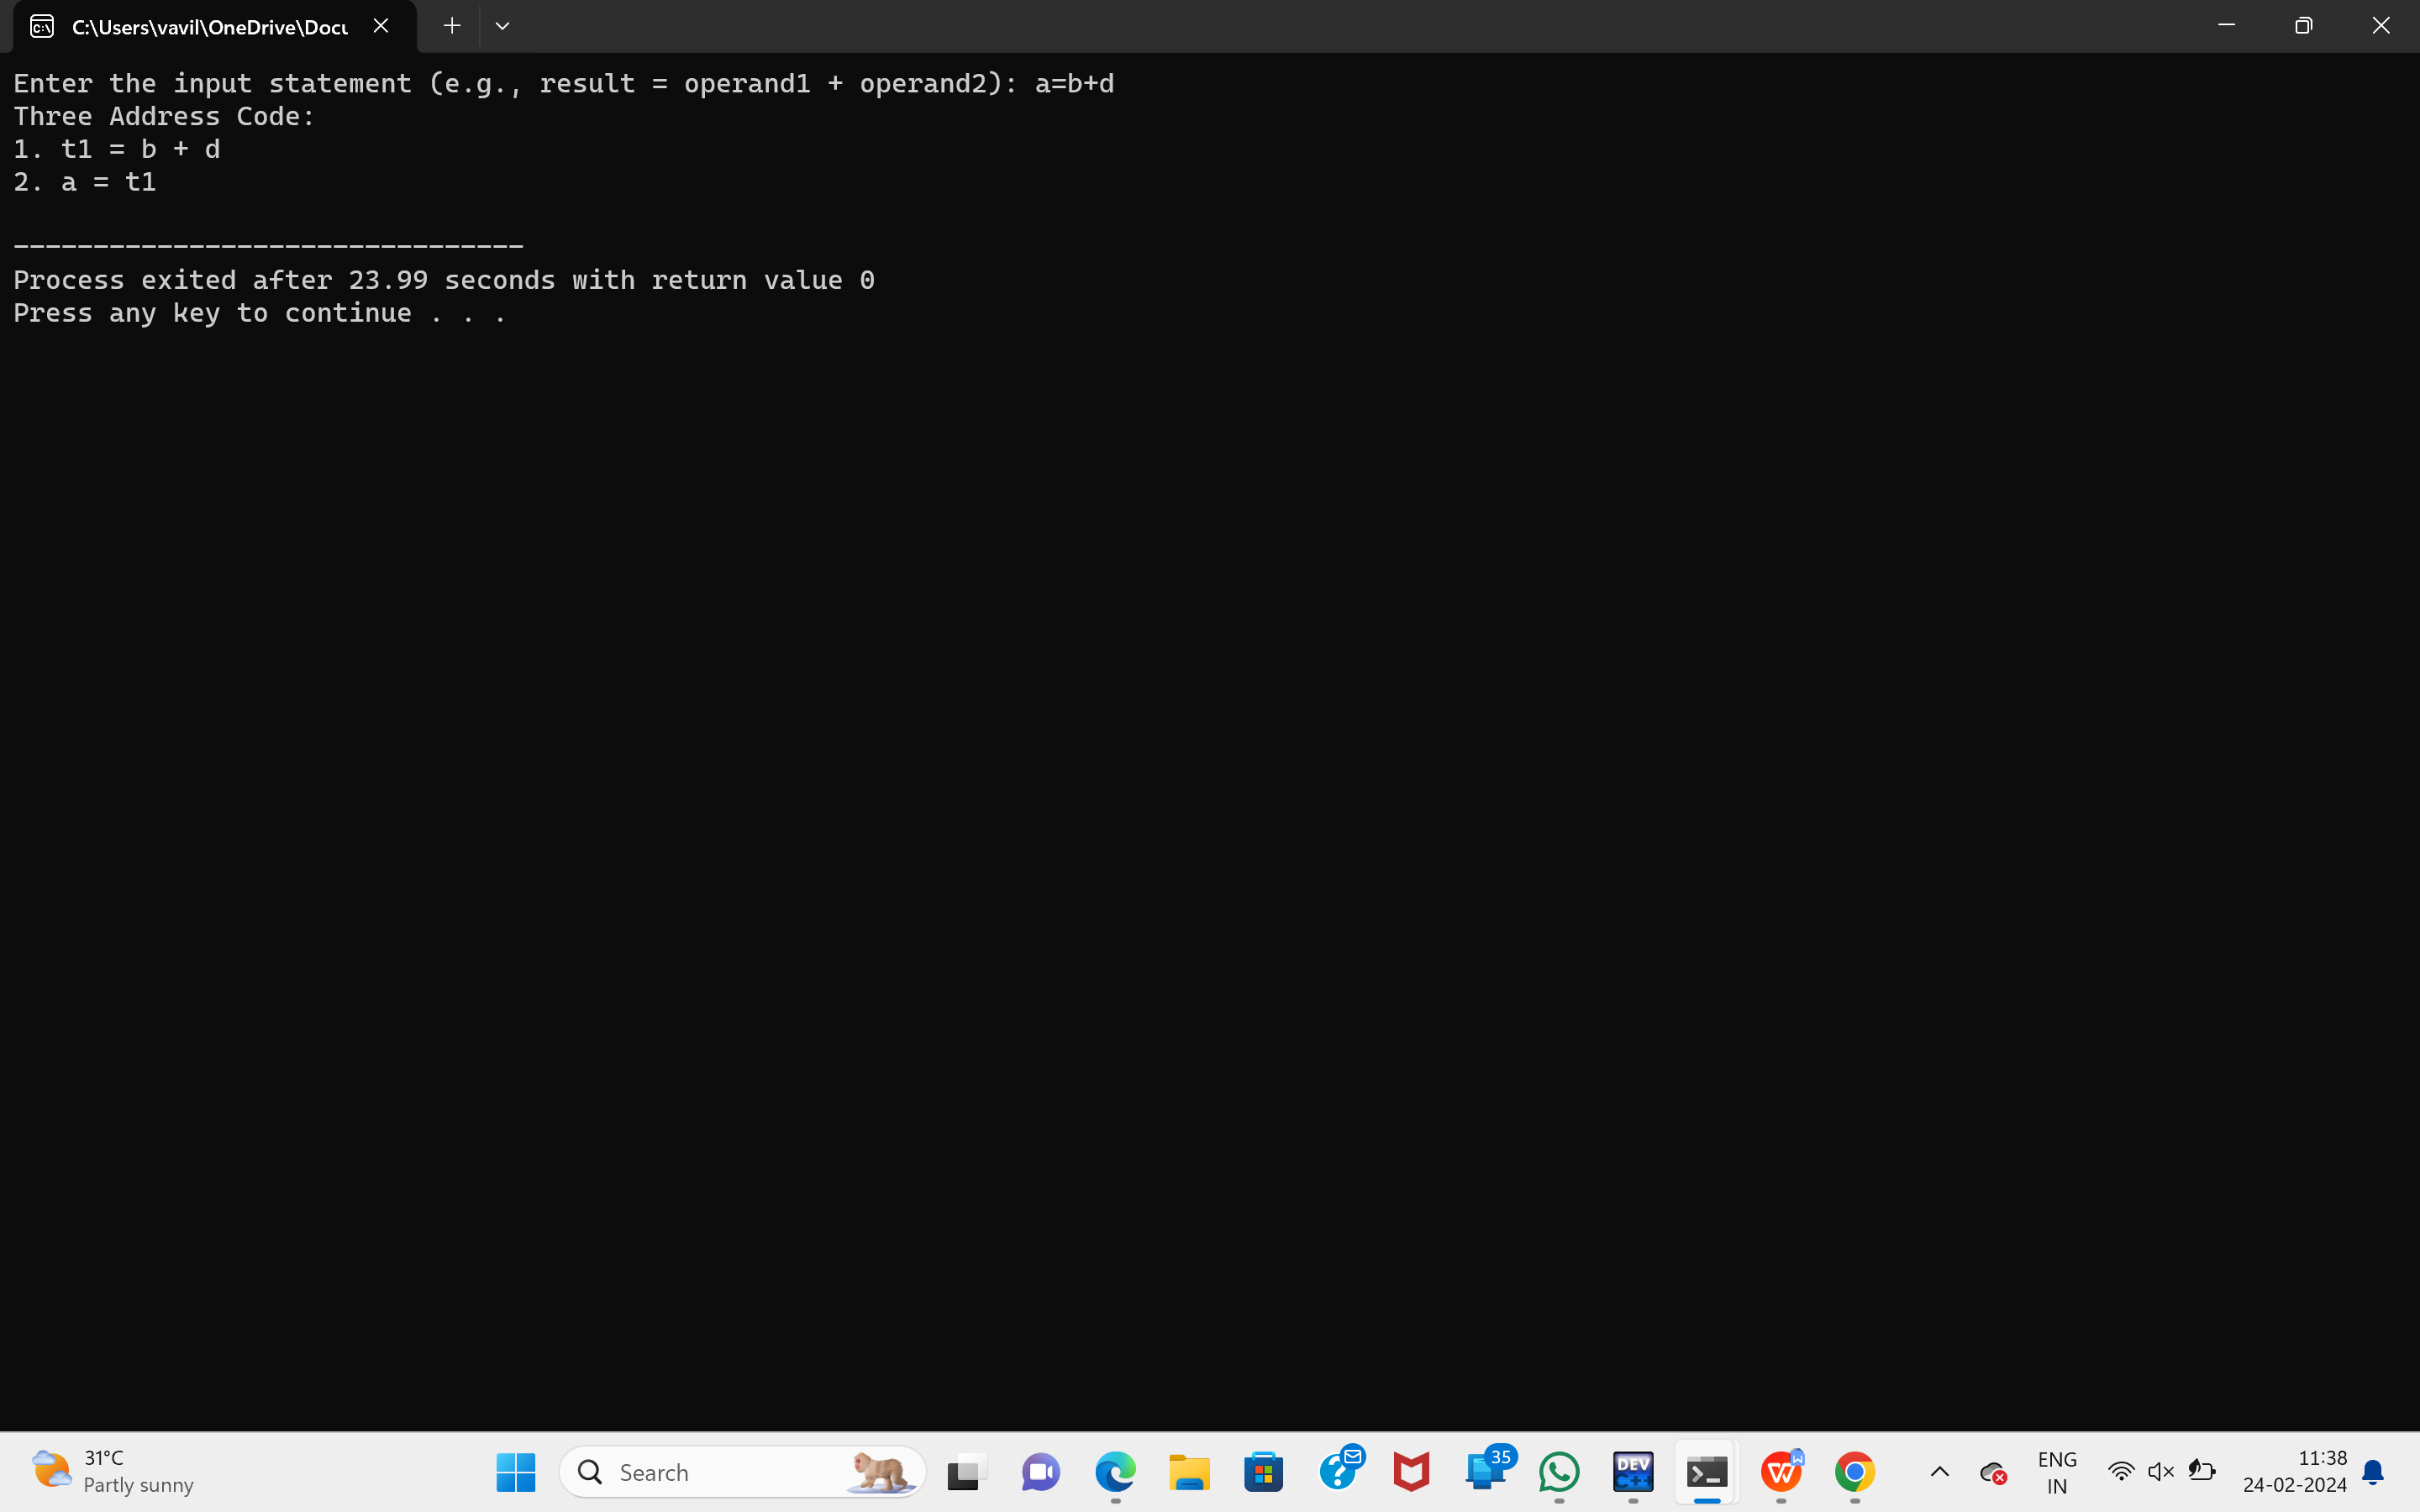 C:\Users\vavil\OneDrive\Docu
Enter the input statement (e.g., result = operand1 + operand2): a=b+d
Three Address Code:
1. t1 = b + d
2. a = t1
--------------------------------
Process exited after 23.99 seconds with return value 0
Press any key to continue . . .
31°C
Partly sunny
Search
35
DEV
C++
ENG
IN
11:38
24-02-2024